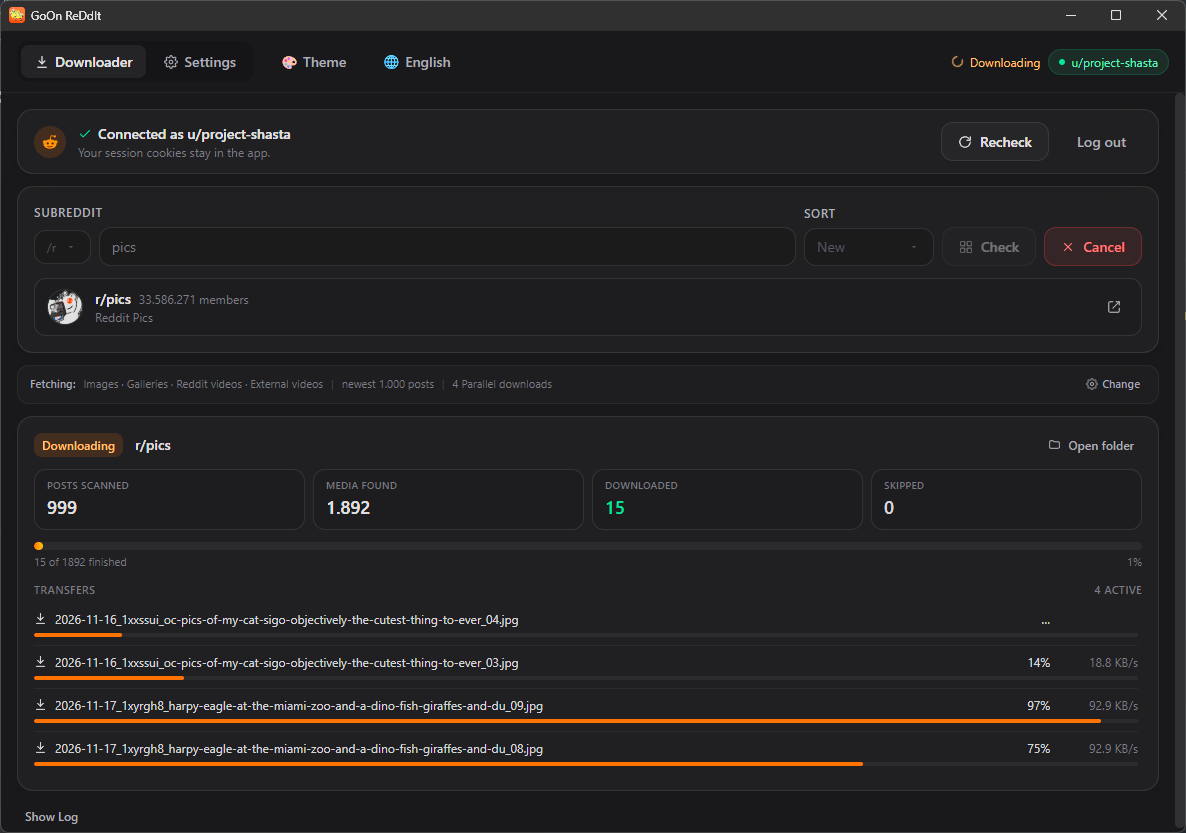 GoOn ReDdIt
Downloader
Settings
Theme
English
Downloading
u/project-shasta
Connected as u/project-shasta
Your session cookies stay in the app.
Recheck
Log out
SUBREDDIT
SORT
/r
pics
New
Check
Cancel
r/pics 33.586.271 members
Reddit Pics
Fetching: Images · Galleries · Reddit videos · External videos | newest 1.000 posts | 4 Parallel downloads
Change
Downloading r/pics
Open folder
POSTS SCANNED
999
MEDIA FOUND
1.892
DOWNLOADED
15
SKIPPED
0
15 of 1892 finished
1%
TRANSFERS
4 ACTIVE
2026-11-16_1xxssui_oc-pics-of-my-cat-sigo-objectively-the-cutest-thing-to-ever_04.jpg ...
2026-11-16_1xxssui_oc-pics-of-my-cat-sigo-objectively-the-cutest-thing-to-ever_03.jpg 14% 18.8 KB/s
2026-11-17_1xyrgh8_harpy-eagle-at-the-miami-zoo-and-a-dino-fish-giraffes-and-du_09.jpg 97% 92.9 KB/s
2026-11-17_1xyrgh8_harpy-eagle-at-the-miami-zoo-and-a-dino-fish-giraffes-and-du_08.jpg 75% 92.9 KB/s
Show Log